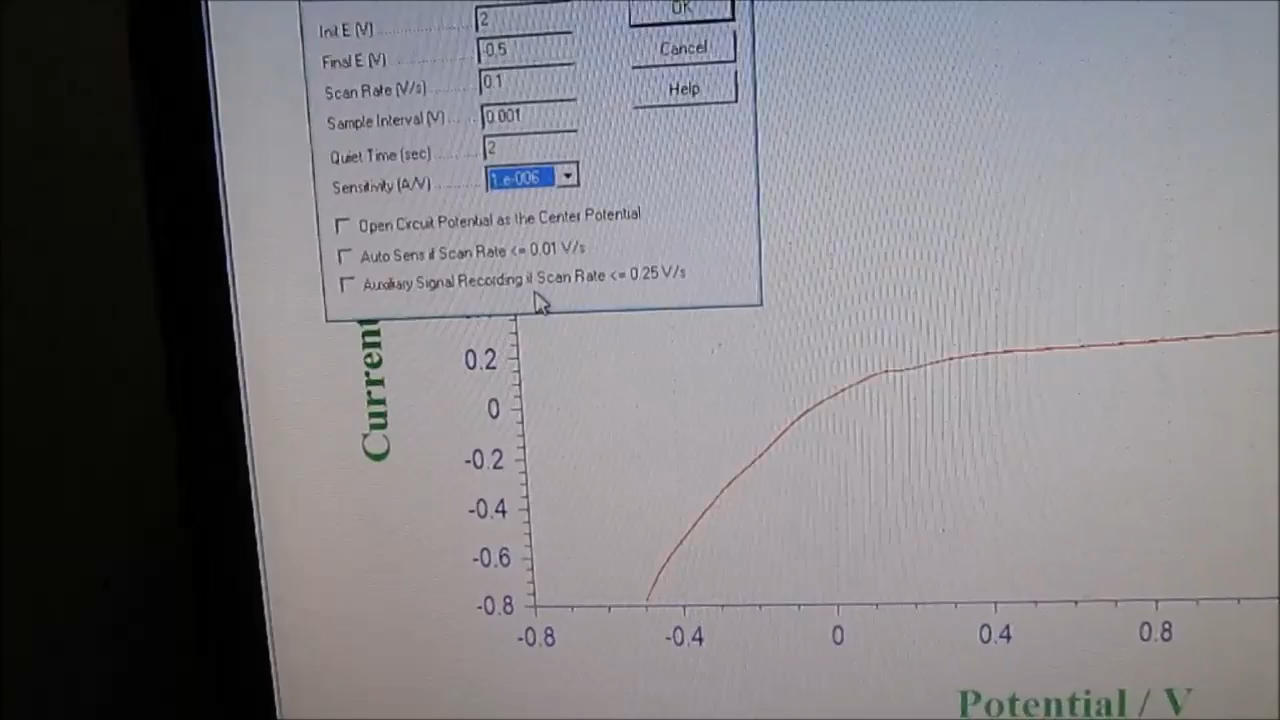 Init E (V) 2
OK
Final E (V) -0.5
Cancel
Scan Rate (V/s) 0.1
Help
Sample Interval (V) 0.001
Quiet Time (sec) 2
Sensitivity (A/V) 1.e-006
Open Circuit Potential as the Center Potential
Auto Sens if Scan Rate <= 0.01 V/s
Auxiliary Signal Recording if Scan Rate <= 0.25 V/s
Current
0.2
0
-0.2
-0.4
-0.6
-0.8
-0.8 -0.4 0 0.4 0.8
Potential / V